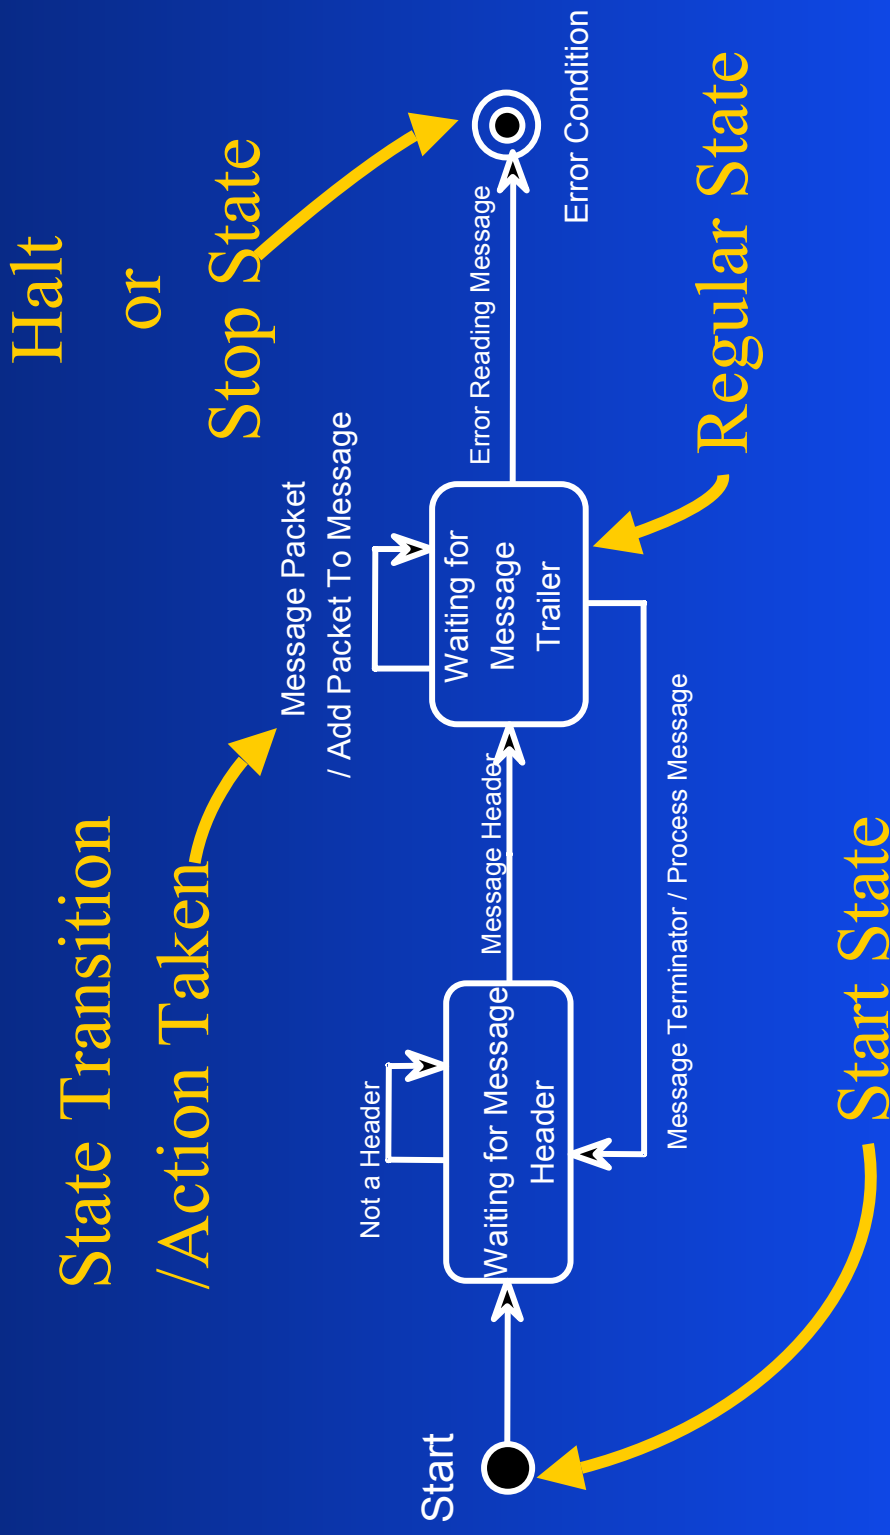 Halt
or
Stop State
State Transition
/Action Taken
Message Packet
/ Add Packet To Message
Not a Header
Start
Waiting for Message
Header
Message Header
Waiting for
Message
Trailer
Error Reading Message
Error Condition
Message Terminator / Process Message
Regular State
Start State